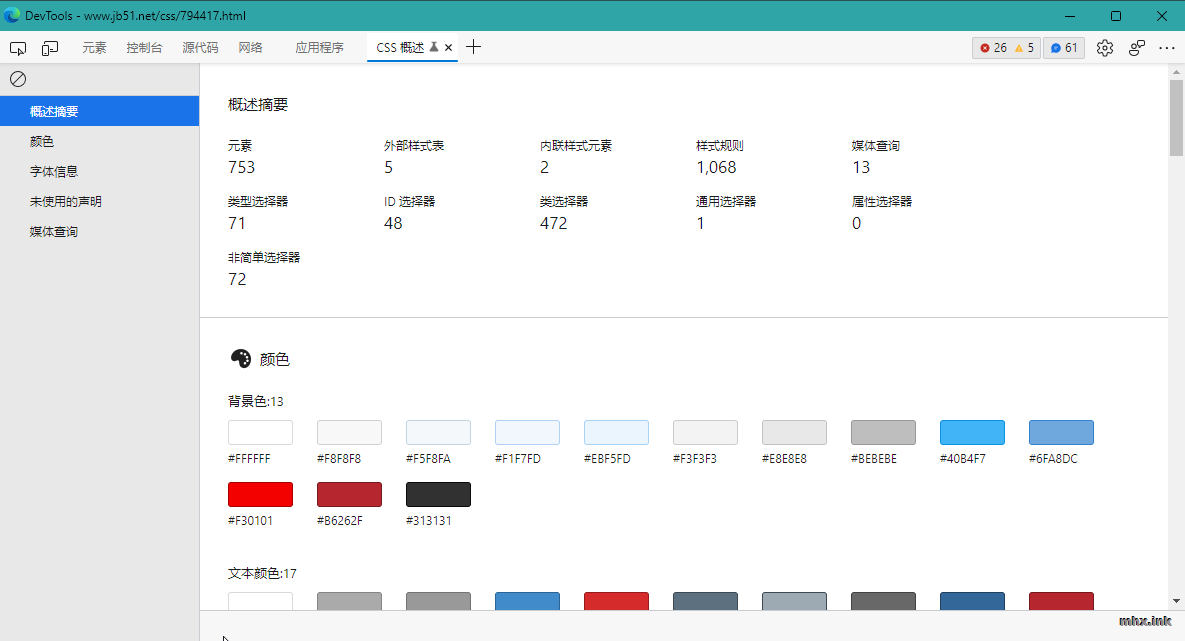 DevTools - www.jb51.net/css/794417.html
元素 控制台 源代码 网络 应用程序 CSS 概述 26 5 61
概述摘要
颜色
字体信息
未使用的声明
媒体查询
概述摘要
元素 外部样式表 内联样式元素 样式规则 媒体查询
753 5 2 1,068 13
类型选择器 ID 选择器 类选择器 通用选择器 属性选择器
71 48 472 1 0
非简单选择器
72
颜色
背景色:13
#FFFFFF #F8F8F8 #F5F8FA #F1F7FD #EBF5FD #F3F3F3 #E8E8E8 #BEBEBE #40B4F7 #6FA8DC
#F30101 #B6262F #313131
文本颜色:17
mhx.ink